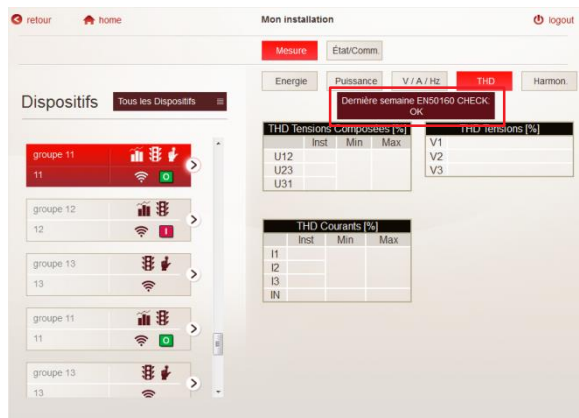 retour
home
Mon installation
logout
Mesure
État/Comm.
Energie
Puissance
V / A / Hz
THD
Harmon.
Dispositifs
Tous les Dispositifs
Dernière semaine EN50160 CHECK:
OK
THD Tensions Composées [%]
Inst Min Max
U12
U23
U31
THD Tensions [%]
V1
V2
V3
THD Courants [%]
Inst Min Max
I1
I2
I3
IN
groupe 11
11
O
groupe 12
12
I
groupe 13
13
groupe 11
11
O
groupe 13
13